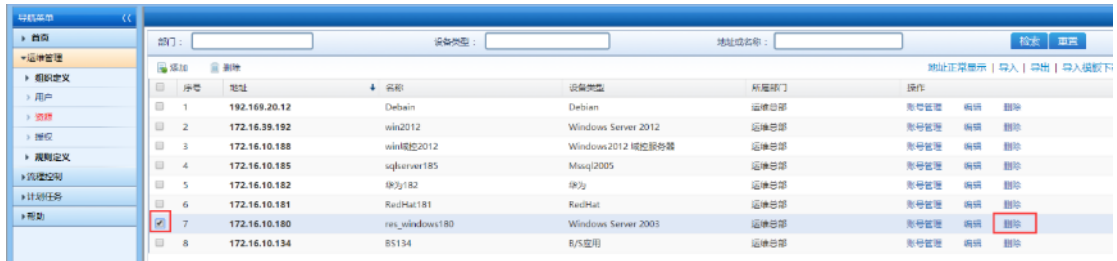 导航菜单
首页
运维管理
组织定义
用户
资源
授权
规则定义
流程控制
计划任务
帮助
部门： 设备类型： 地址或名称： 检索 重置
添加 删除 地址正常显示 | 导入 | 导出 | 导入模板下
序号 地址 名称 设备类型 所属部门 操作
1 192.169.20.12 Debain Debian 运维总部 账号管理 编辑 删除
2 172.16.39.192 win2012 Windows Server 2012 运维总部 账号管理 编辑 删除
3 172.16.10.188 win域控2012 Windows2012 域控服务器 运维总部 账号管理 编辑 删除
4 172.16.10.185 sqlserver185 Mssql2005 运维总部 账号管理 编辑 删除
5 172.16.10.182 华为182 华为 运维总部 账号管理 编辑 删除
6 172.16.10.181 RedHat181 RedHat 运维总部 账号管理 编辑 删除
7 172.16.10.180 res_windows180 Windows Server 2003 运维总部 账号管理 编辑 删除
8 172.16.10.134 BS134 B/S应用 运维总部 账号管理 编辑 删除